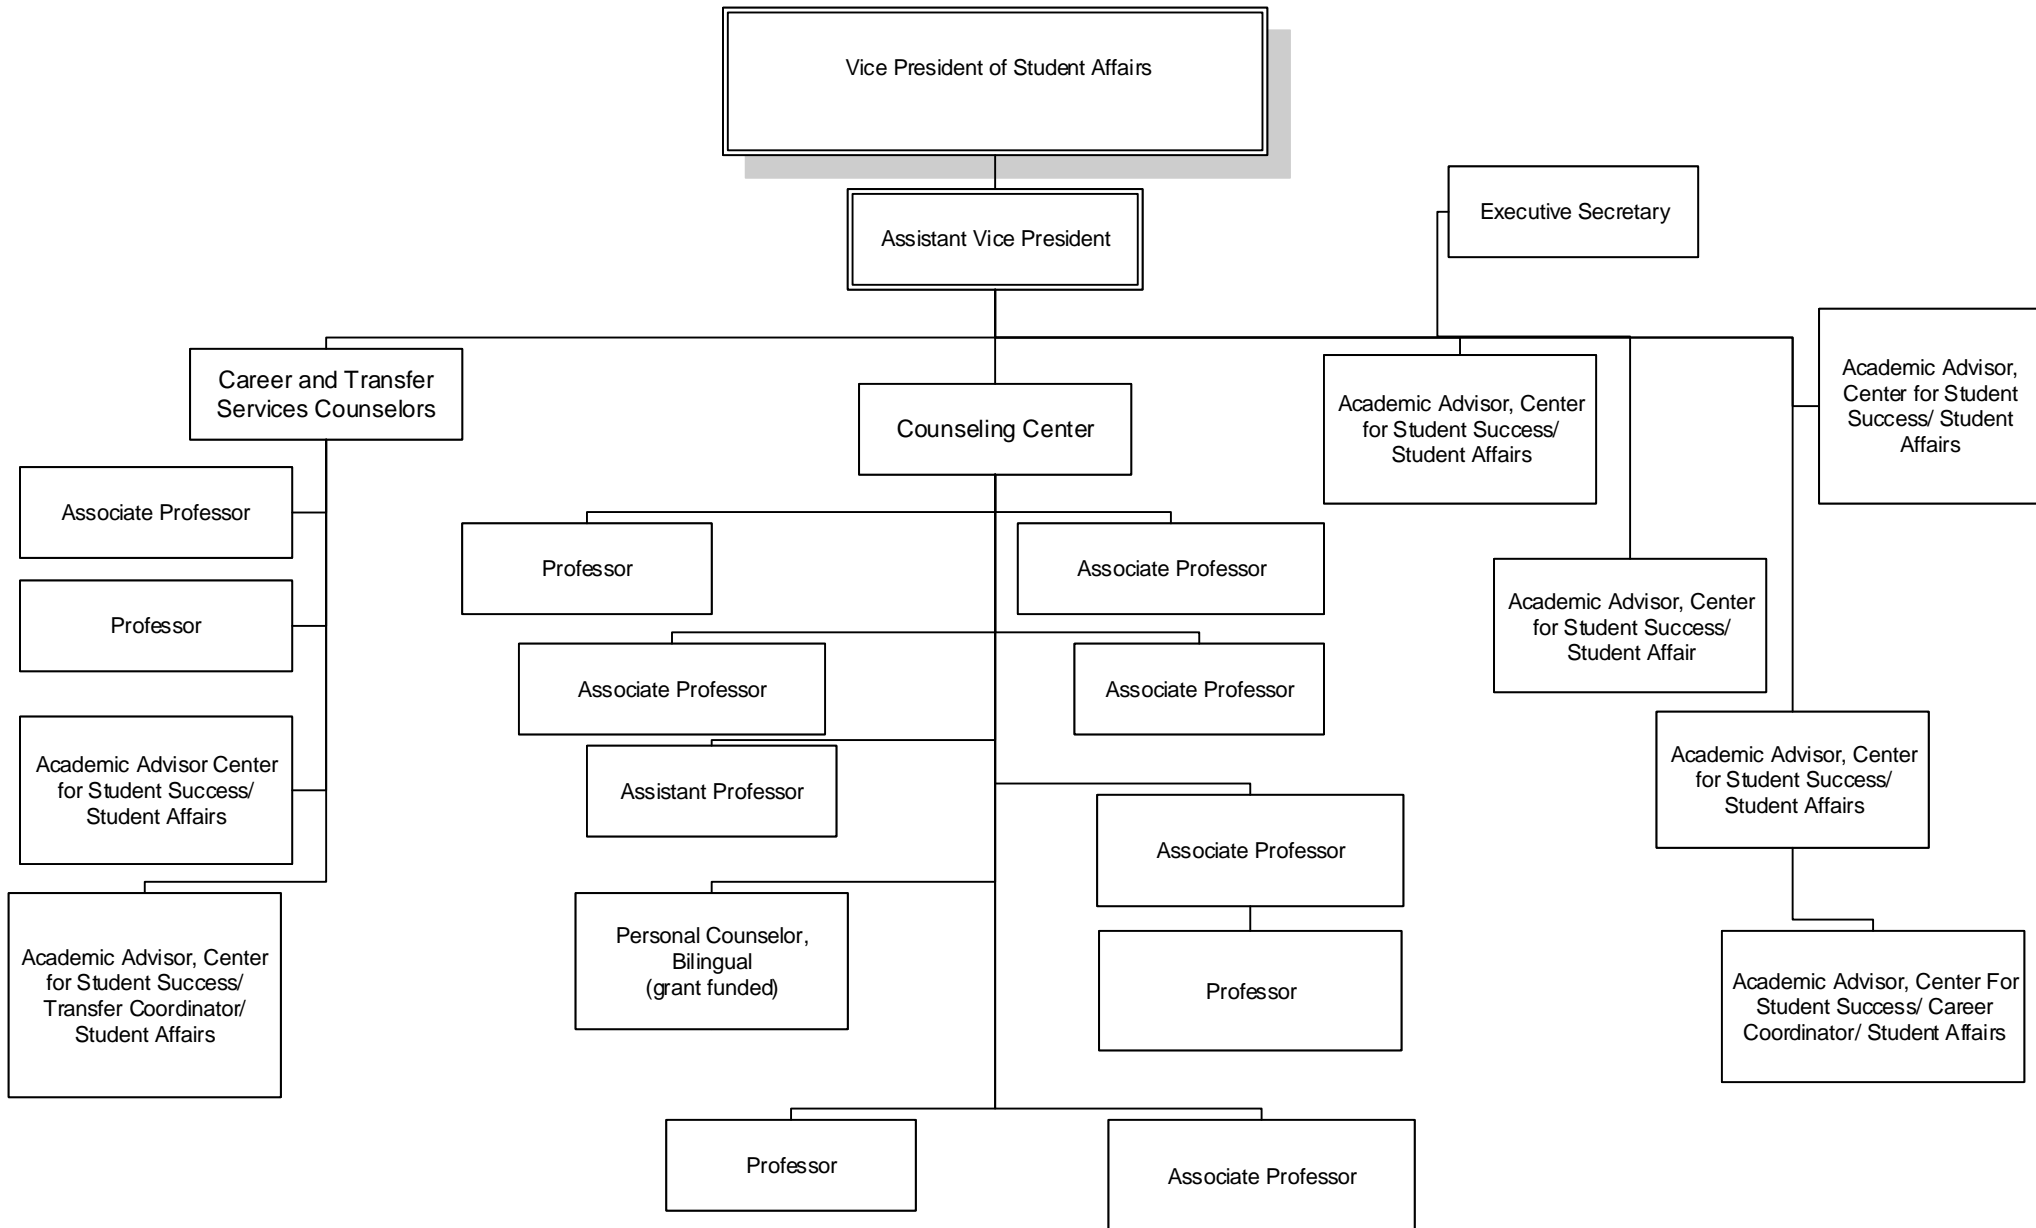 Vice President of Student Affairs
Assistant Vice President
Executive Secretary
Career and Transfer
Services Counselors
Counseling Center
Academic Advisor, Center
for Student Success/
Student Affairs
Academic Advisor,
Center for Student
Success/ Student
Affairs
Associate Professor
Professor
Academic Advisor Center
for Student Success/
Student Affairs
Academic Advisor, Center
for Student Success/
Transfer Coordinator/
Student Affairs
Professor
Associate Professor
Associate Professor
Associate Professor
Assistant Professor
Associate Professor
Personal Counselor,
Bilingual
(grant funded)
Professor
Professor
Associate Professor
Academic Advisor, Center
for Student Success/
Student Affair
Academic Advisor, Center
for Student Success/
Student Affairs
Academic Advisor, Center For
Student Success/ Career
Coordinator/ Student Affairs